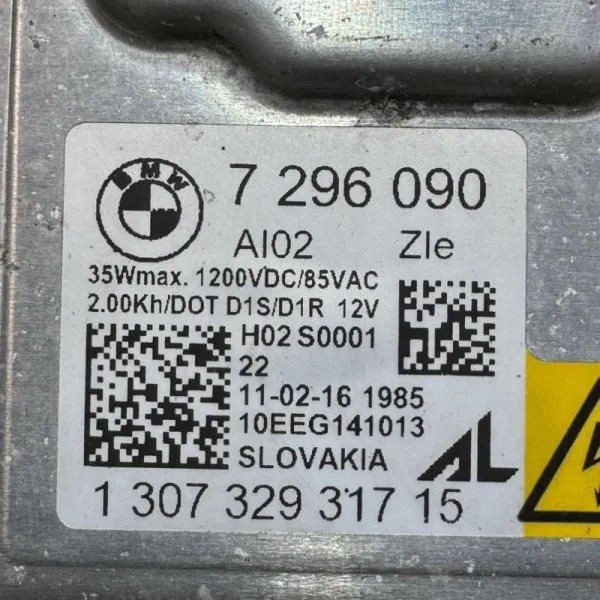 BMW
7 296 090
AI02 ZIe
35Wmax. 1200VDC/85VAC
2.00Kh/DOT D1S/D1R 12V
H02 S0001
22
11-02-16 1985
10EEG141013
SLOVAKIA AL
1 307 329 317 15